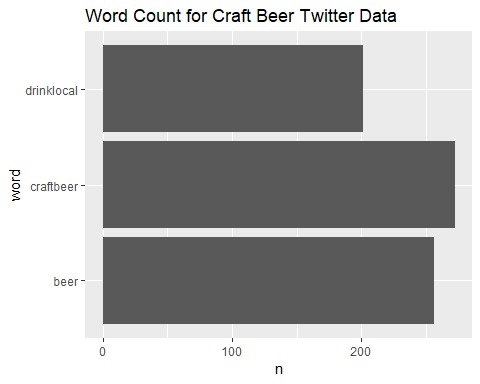 Word Count for Craft Beer Twitter Data
drinklocal
craftbeer
beer
word
0 100 200
n